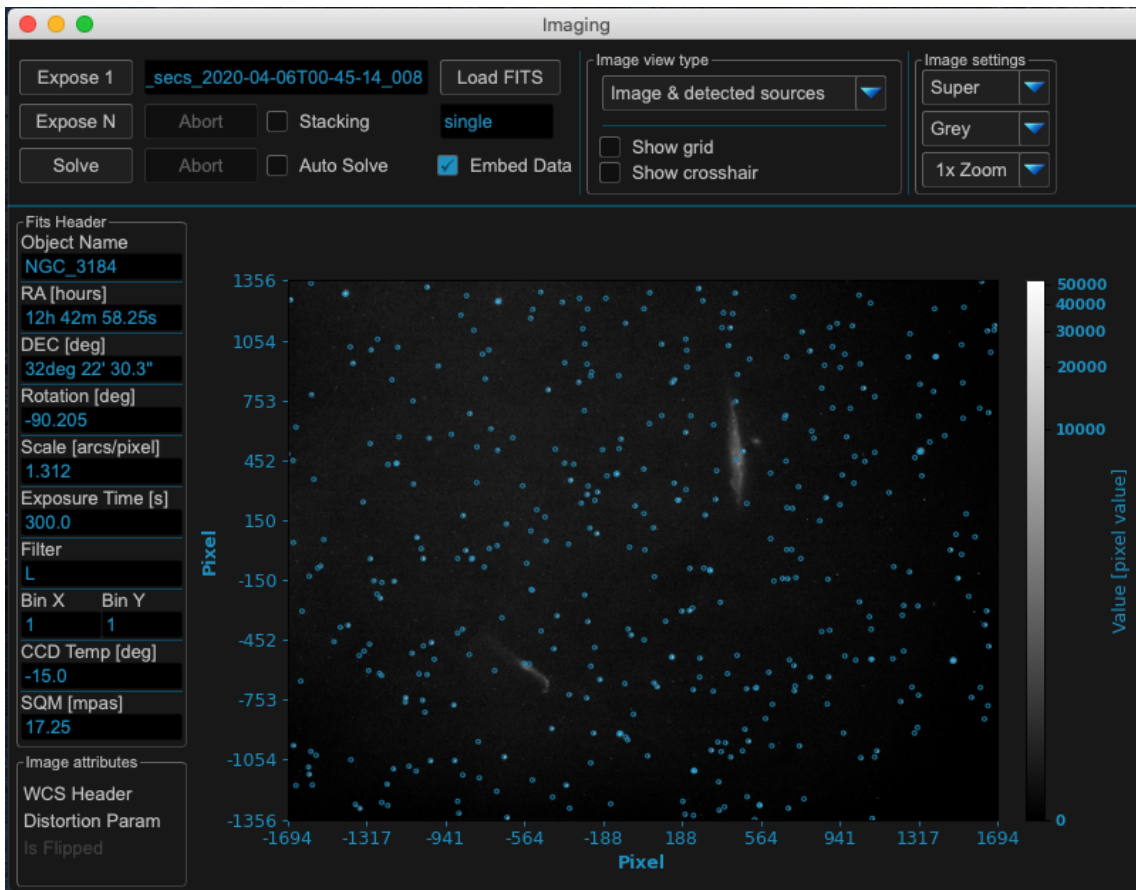 Imaging
Expose 1 _secs_2020-04-06T00-45-14_008 Load FITS
Expose N Abort Stacking single
Solve Abort Auto Solve Embed Data
Image view type
Image & detected sources
Show grid
Show crosshair
Image settings
Super
Grey
1x Zoom
Fits Header
Object Name
NGC_3184
RA [hours]
12h 42m 58.25s
DEC [deg]
32deg 22' 30.3"
Rotation [deg]
-90.205
Scale [arcs/pixel]
1.312
Exposure Time [s]
300.0
Filter
L
Bin X Bin Y
1 1
CCD Temp [deg]
-15.0
SQM [mpas]
17.25
Image attributes
WCS Header
Distortion Param
Is Flipped
Pixel
1356
1054
753
452
150
-150
-452
-753
-1054
-1356
-1694 -1317 -941 -564 -188 188 564 941 1317 1694
Pixel
50000
40000
30000
20000
10000
0
Value [pixel value]